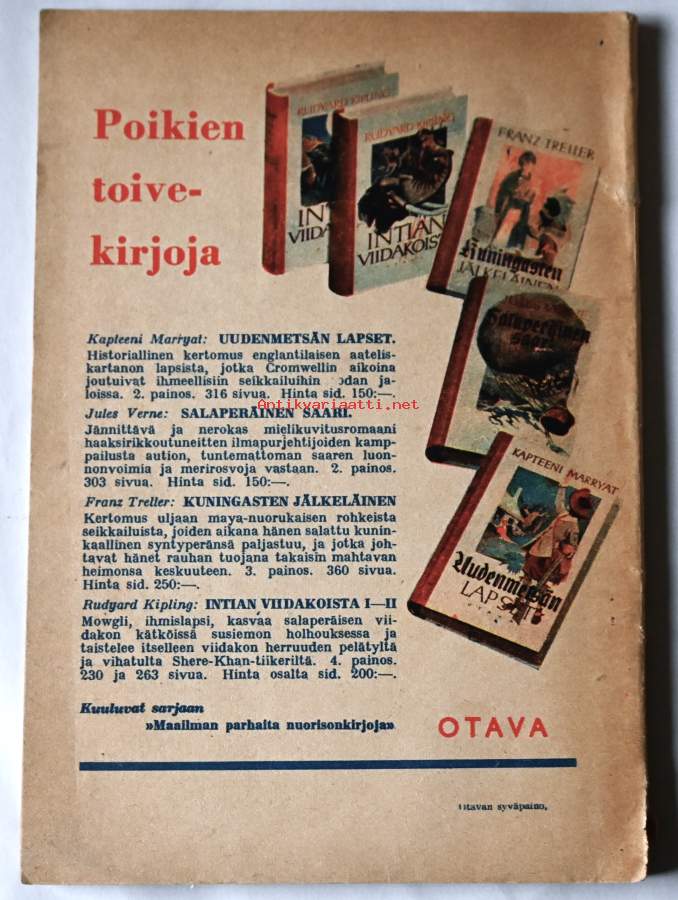 Poikien
toive-
kirjoja
RUDYARD KIPLING
INT
VIIDA
RUDYARD KIPLING
INTIAN
VIIDAKOIST
FRANZ TRELLER
Kuningasten
JÄLKELÄINEN
Salaperäinen
saari
KAPTEENI MARRYAT
Uudenmetsän
LAPSET
Kapteeni Marryat: UUDENMETSÄN LAPSET.
Historiallinen kertomus englantilaisen aatelis-
kartanon lapsista, jotka Cromwellin aikoina
joutuivat ihmeellisiin seikkailuihin odan ja-
loissa. 2. painos. 316 sivua. Hinta sid. 150:—.
Antikvariaatti.net
Jules Verne: SALAPERÄINEN SAARI.
Jännittävä ja nerokas mielikuvitusromaani
haaksirikkoutuneitten ilmapurjehtijoiden kamp-
pailusta aution, tuntemattoman saaren luon-
nonvoimia ja merirosvoja vastaan. 2. painos.
303 sivua. Hinta sid. 150:—.
Franz Treller: KUNINGASTEN JÄLKELÄINEN
Kertomus uljaan maya-nuorukaisen rohkeista
seikkailuista, joiden aikana hänen salattu kunin-
kaallinen syntyperänsä paljastuu, ja jotka joh-
tavat hänet rauhan tuojana takaisin mahtavan
heimonsa keskuuteen. 3. painos. 360 sivua.
Hinta sid. 250:—.
Rudyard Kipling: INTIAN VIIDAKOISTA I—II
Mowgli, ihmislapsi, kasvaa salaperäisen vii-
dakon kätköissä susiemon holhouksessa ja
taistelee itselleen viidakon herruuden pelätyltä
ja vihatulta Shere-Khan-tiikeriltä. 4. painos.
230 ja 263 sivua. Hinta osalta sid. 200:—.
Kuuluvat sarjaan
»Maailman parhaita nuorisonkirjoja»
OTAVA
Otavan syväpaino,